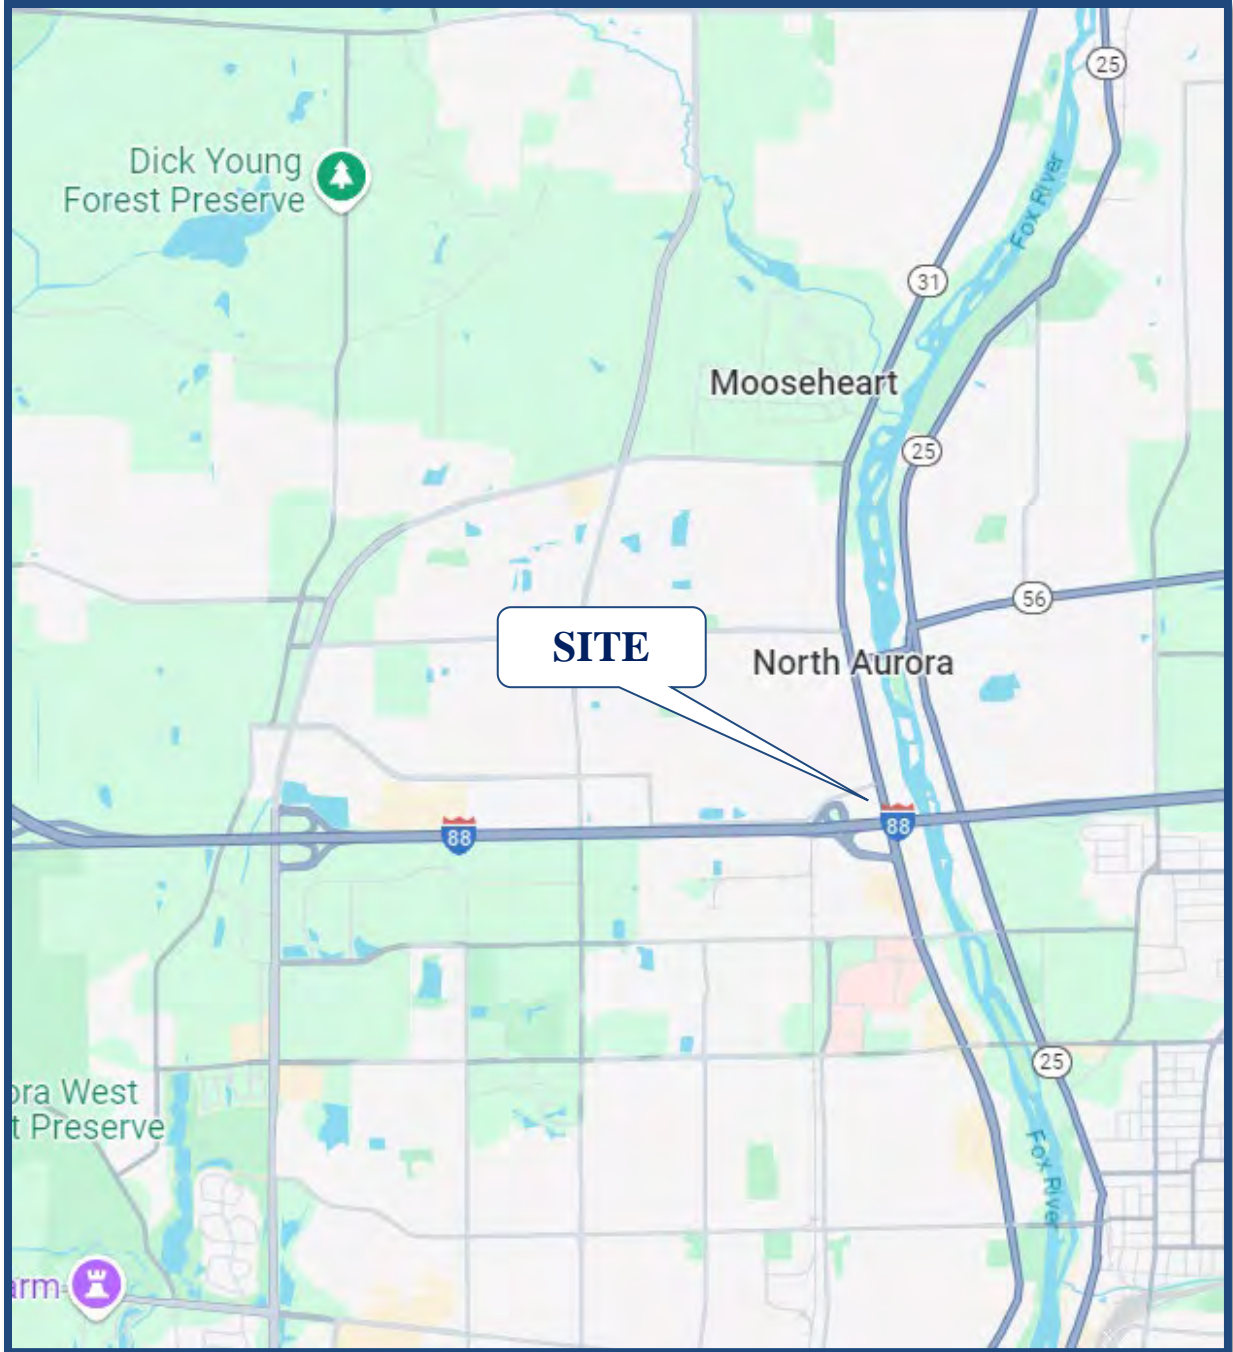 25
Dick Young
Forest Preserve
Fox River
31
Mooseheart
25
56
SITE
North Aurora
88
88
25
ora West
t Preserve
Fox River
arm